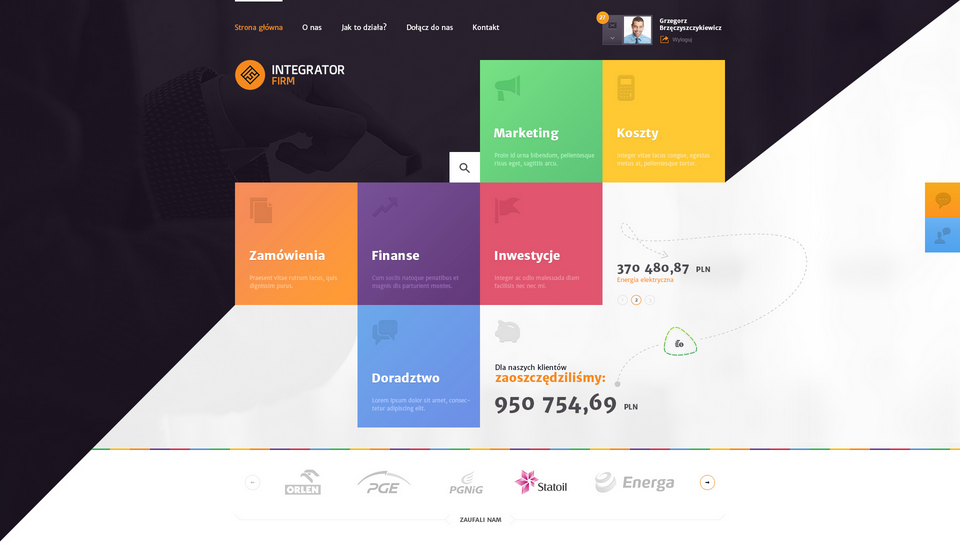 Strona główna
O nas
Jak to działa?
Dołącz do nas
Kontakt
27
Grzegorz
Brzęczyszczykiewicz
Wyloguj
INTEGRATOR
FIRM
Marketing
Proin id urna bibendum, pellentesque
risus eget, sagittis arcu.
Koszty
Integer vitae lacus congue, egestas
metus et, pellentesque tortor.
Zamówienia
Praesent vitae rutrum lacus, quis
dignissim purus.
Finanse
Cum sociis natoque penatibus et
magnis dis parturient montes.
Inwestycje
Integer ac odio malesuada diam
facilisis nec nec mi.
370 480,87 PLN
Energia elektryczna
Doradztwo
Lorem ipsum dolor sit amet, consec-
tetur adipiscing elit.
Dla naszych klientów
zaoszczędziliśmy:
950 754,69 PLN
ORLEN
PGE
PGNiG
Statoil
Energa
ZAUFALI NAM